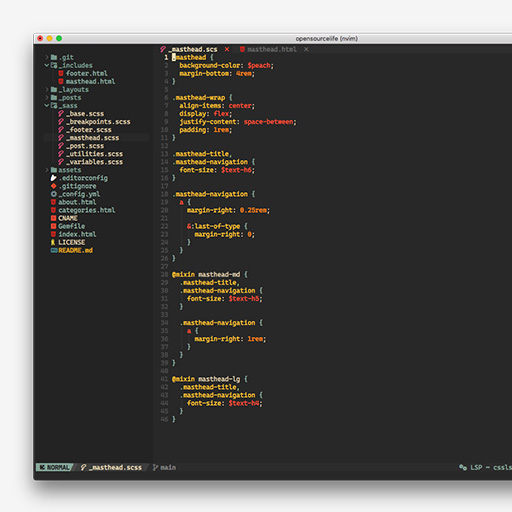 opensourcelife (nvim)
.git
_includes
footer.html
masthead.html
_layouts
_posts
_sass
_base.scss
_breakpoints.scss
_footer.scss
_masthead.scss
_post.scss
_utilities.scss
_variables.scss
assets
.editorconfig
.gitignore
_config.yml
about.html
categories.html
CNAME
Gemfile
index.html
LICENSE
README.md
_masthead.scs × masthead.html ×
1 .masthead {
2 background-color: $peach;
3 margin-bottom: 4rem;
4 }
5
6 .masthead-wrap {
7 align-items: center;
8 display: flex;
9 justify-content: space-between;
10 padding: 1rem;
11 }
12
13 .masthead-title,
14 .masthead-navigation {
15 font-size: $text-h6;
16 }
17
18 .masthead-navigation {
19 a {
20 margin-right: 0.25rem;
21
22 &:last-of-type {
23 margin-right: 0;
24 }
25 }
26 }
27
28 @mixin masthead-md {
29 .masthead-title,
30 .masthead-navigation {
31 font-size: $text-h5;
32 }
33
34 .masthead-navigation {
35 a {
36 margin-right: 1rem;
37 }
38 }
39 }
40
41 @mixin masthead-lg {
42 .masthead-title,
43 .masthead-navigation {
44 font-size: $text-h4;
45 }
46 }
NORMAL _masthead.scss main LSP ~ cssls